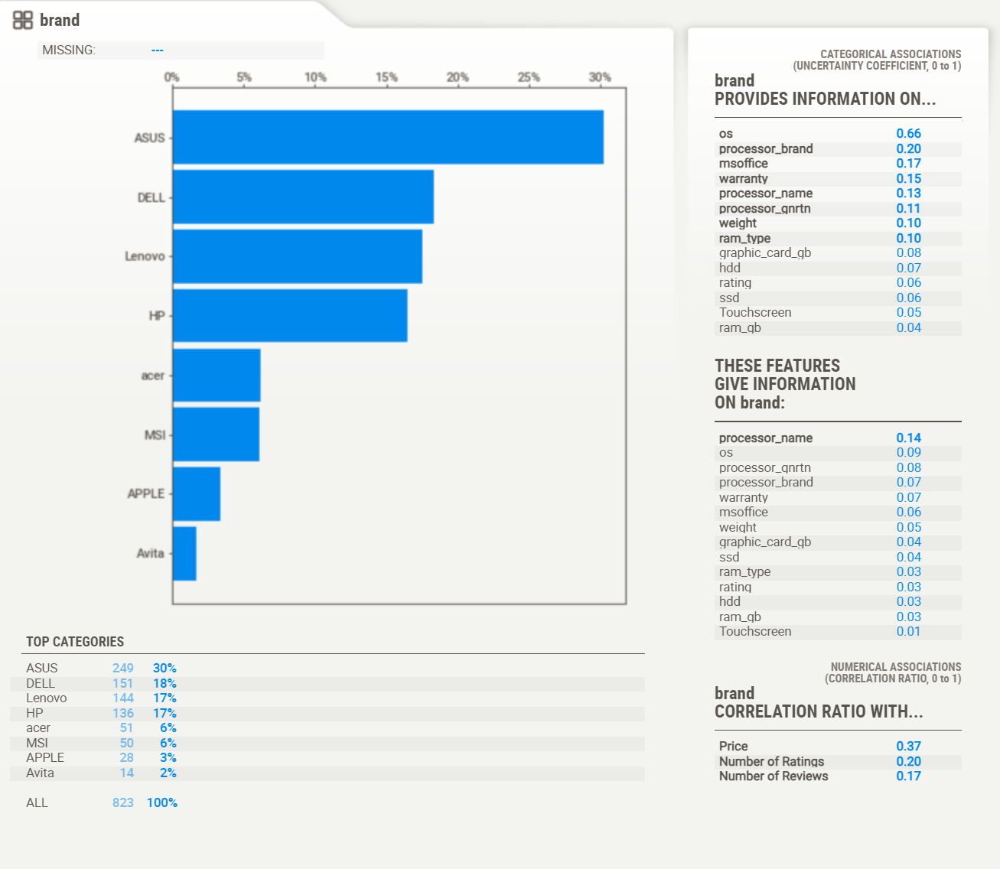 brand
MISSING: ---
0% 5% 10% 15% 20% 25% 30%
ASUS
DELL
Lenovo
HP
acer
MSI
APPLE
Avita
TOP CATEGORIES
ASUS 249 30%
DELL 151 18%
Lenovo 144 17%
HP 136 17%
acer 51 6%
MSI 50 6%
APPLE 28 3%
Avita 14 2%
ALL 823 100%
CATEGORICAL ASSOCIATIONS
(UNCERTAINTY COEFFICIENT, 0 to 1)
brand
PROVIDES INFORMATION ON...
os 0.66
processor_brand 0.20
msoffice 0.17
warranty 0.15
processor_name 0.13
processor_gnrtn 0.11
weight 0.10
ram_type 0.10
graphic_card_gb 0.08
hdd 0.07
rating 0.06
ssd 0.06
Touchscreen 0.05
ram_gb 0.04
THESE FEATURES
GIVE INFORMATION
ON brand:
processor_name 0.14
os 0.09
processor_gnrtn 0.08
processor_brand 0.07
warranty 0.07
msoffice 0.06
weight 0.05
graphic_card_gb 0.04
ssd 0.04
ram_type 0.03
rating 0.03
hdd 0.03
ram_gb 0.03
Touchscreen 0.01
NUMERICAL ASSOCIATIONS
(CORRELATION RATIO, 0 to 1)
brand
CORRELATION RATIO WITH...
Price 0.37
Number of Ratings 0.20
Number of Reviews 0.17